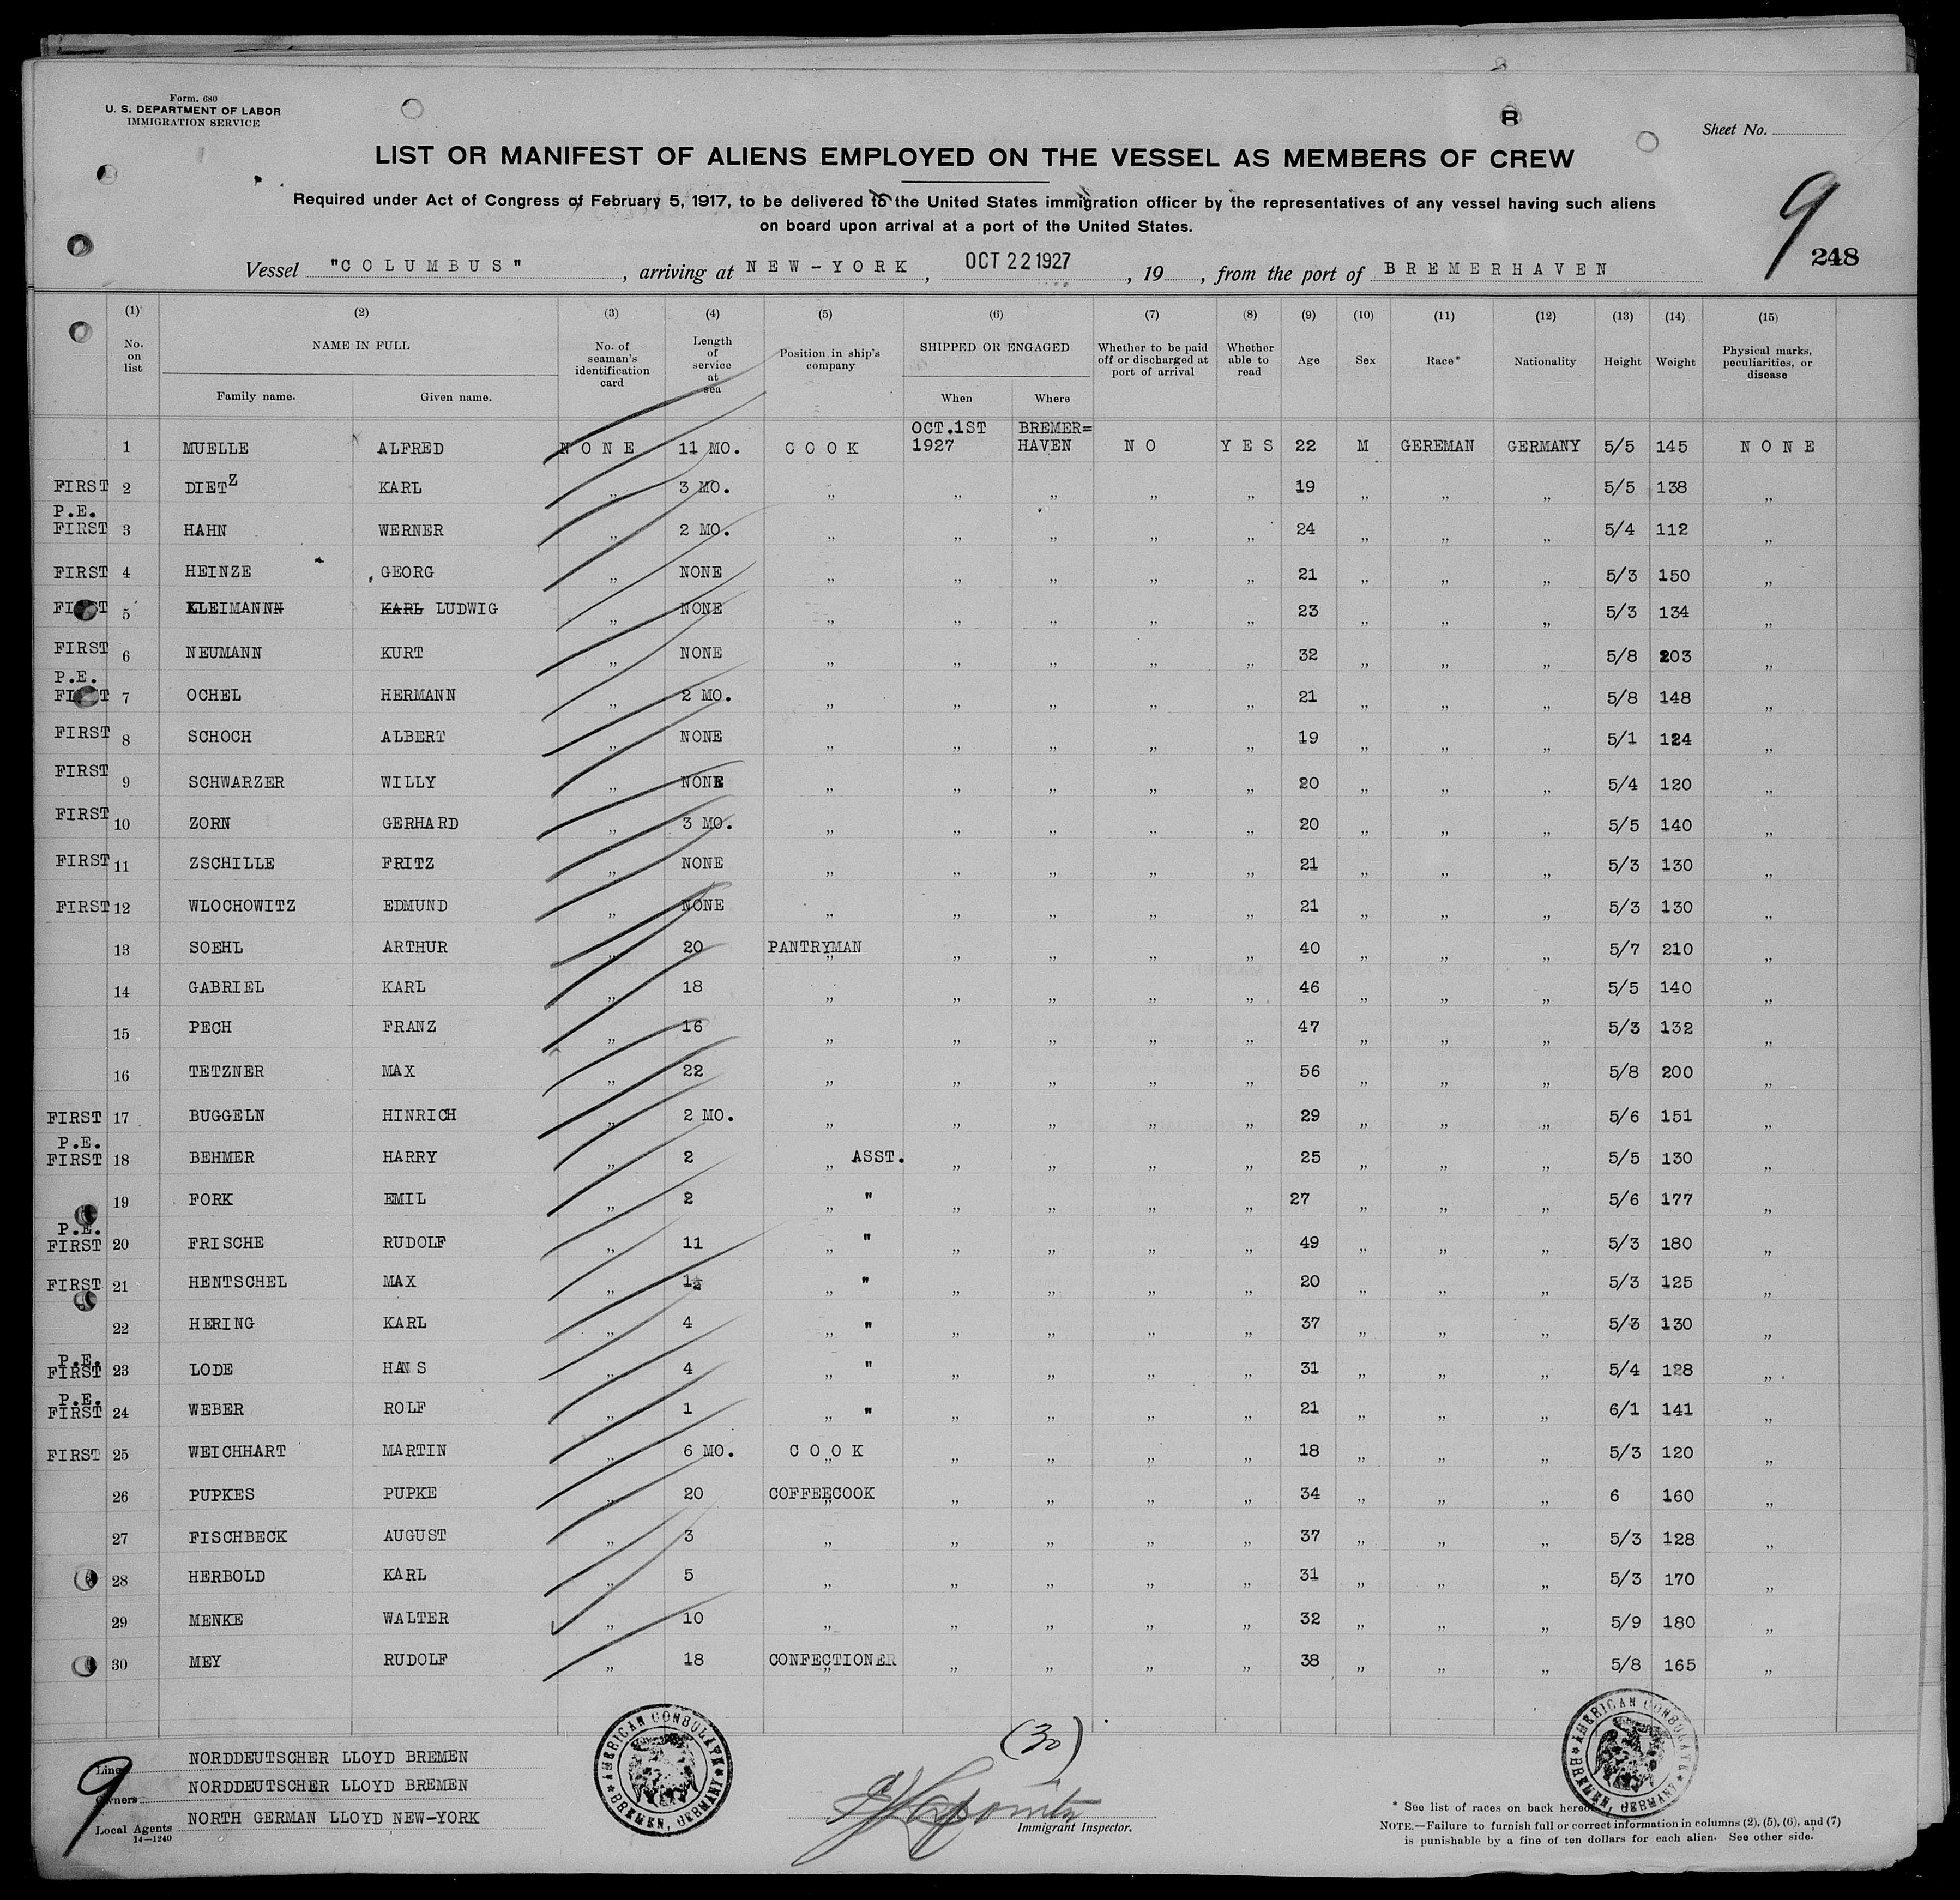 Form. 680
U. S. DEPARTMENT OF LABOR
IMMIGRATION SERVICE
R
Sheet No.
LIST OR MANIFEST OF ALIENS EMPLOYED ON THE VESSEL AS MEMBERS OF CREW
Required under Act of Congress of February 5, 1917, to be delivered to the United States immigration officer by the representatives of any vessel having such aliens
on board upon arrival at a port of the United States.
9
248
Vessel "COLUMBUS", arriving at NEW-YORK, OCT 22 1927, 19, from the port of BREMERHAVEN
(1) (2) (3) (4) (5) (6) (7) (8) (9) (10) (11) (12) (13) (14) (15)
No. on list NAME IN FULL Family name. Given name. No. of seaman's identification card Length of service at sea Position in ship's company SHIPPED OR ENGAGED When Where Whether to be paid off or discharged at port of arrival Whether able to read Age Sex Race* Nationality Height Weight Physical marks, peculiarities, or disease
1 MUELLE ALFRED NONE 11 MO. COOK OCT.1ST 1927 BREMER=HAVEN NO YES 22 M GEREMAN GERMANY 5/5 145 NONE
FIRST 2 DIETZ KARL „ 3 MO. „ „ „ „ „ 19 „ „ „ 5/5 138 „
P.E. FIRST 3 HAHN WERNER „ 2 MO. „ „ „ „ „ 24 „ „ „ 5/4 112 „
FIRST 4 HEINZE GEORG „ NONE „ „ „ „ „ 21 „ „ „ 5/3 150 „
FIRST 5 KLEIMANN KARL LUDWIG „ NONE „ „ „ „ „ 23 „ „ „ 5/3 134 „
FIRST 6 NEUMANN KURT „ NONE „ „ „ „ „ 32 „ „ „ 5/8 203 „
P.E. FIRST 7 OCHEL HERMANN „ 2 MO. „ „ „ „ „ 21 „ „ „ 5/8 148 „
FIRST 8 SCHOCH ALBERT „ NONE „ „ „ „ „ 19 „ „ „ 5/1 124 „
FIRST 9 SCHWARZER WILLY „ NONE „ „ „ „ „ 20 „ „ „ 5/4 120 „
FIRST 10 ZORN GERHARD „ 3 MO. „ „ „ „ „ 20 „ „ „ 5/5 140 „
FIRST 11 ZSCHILLE FRITZ „ NONE „ „ „ „ „ 21 „ „ „ 5/3 130 „
FIRST 12 WLOCHOWITZ EDMUND „ NONE „ „ „ „ „ 21 „ „ „ 5/3 130 „
13 SOEHL ARTHUR „ 20 PANTRYMAN „ „ „ „ 40 „ „ „ 5/7 210 „
14 GABRIEL KARL „ 18 „ „ „ „ „ 46 „ „ „ 5/5 140 „
15 PECH FRANZ „ 16 „ „ „ „ „ 47 „ „ „ 5/3 132 „
16 TETZNER MAX „ 22 „ „ „ „ „ 56 „ „ „ 5/8 200 „
FIRST 17 BUGGELN HINRICH „ 2 MO. „ „ „ „ „ 29 „ „ „ 5/6 151 „
P.E. FIRST 18 BEHMER HARRY „ 2 „ ASST. „ „ „ „ 25 „ „ „ 5/5 130 „
19 FORK EMIL „ 2 „ " „ „ „ „ 27 „ „ „ 5/6 177 „
P.E. FIRST 20 FRISCHE RUDOLF „ 11 „ " „ „ „ „ 49 „ „ „ 5/3 180 „
FIRST 21 HENTSCHEL MAX „ „ " „ „ „ „ 20 „ „ „ 5/3 125 „
22 HERING KARL „ 4 „ " „ „ „ „ 37 „ „ „ 5/3 130 „
P.E. FIRST 23 LODE HANS „ 4 „ " „ „ „ „ 31 „ „ „ 5/4 128 „
P.E. FIRST 24 WEBER ROLF „ 1 „ " „ „ „ „ 21 „ „ „ 6/1 141 „
FIRST 25 WEICHHART MARTIN „ 6 MO. COOK „ „ „ „ 18 „ „ „ 5/3 120 „
26 PUPKES PUPKE „ 20 COFFEECOOK „ „ „ „ 34 „ „ „ 6 160 „
27 FISCHBECK AUGUST „ 3 „ „ „ „ „ 37 „ „ „ 5/3 128 „
28 HERBOLD KARL „ 5 „ „ „ „ „ 31 „ „ „ 5/3 170 „
29 MENKE WALTER „ 10 „ „ „ „ „ 32 „ „ „ 5/9 180 „
30 MEY RUDOLF „ 18 CONFECTIONER „ „ „ „ 38 „ „ „ 5/8 165 „
(30)
9
Line NORDDEUTSCHER LLOYD BREMEN
Owners NORDDEUTSCHER LLOYD BREMEN
Local Agents NORTH GERMAN LLOYD NEW-YORK
14—1240
AMERICAN CONSULATE BREMEN, GERMANY
Immigrant Inspector.
AMERICAN CONSULATE BREMEN, GERMANY
* See list of races on back hereof
NOTE.—Failure to furnish full or correct information in columns (2), (5), (6), and (7)
is punishable by a fine of ten dollars for each alien. See other side.